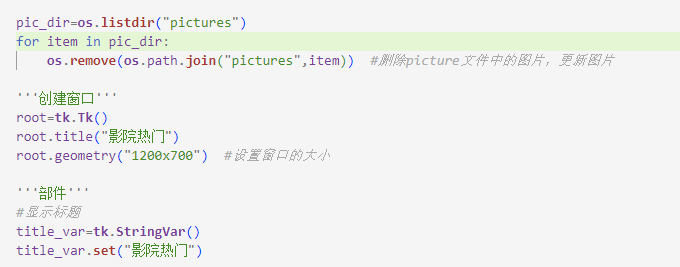 pic_dir=os.listdir("pictures")
for item in pic_dir:
    os.remove(os.path.join("pictures",item))  #删除picture文件中的图片，更新图片
'''创建窗口'''
root=tk.Tk()
root.title("影院热门")
root.geometry("1200x700")  #设置窗口的大小
'''部件'''
#显示标题
title_var=tk.StringVar()
title_var.set("影院热门")